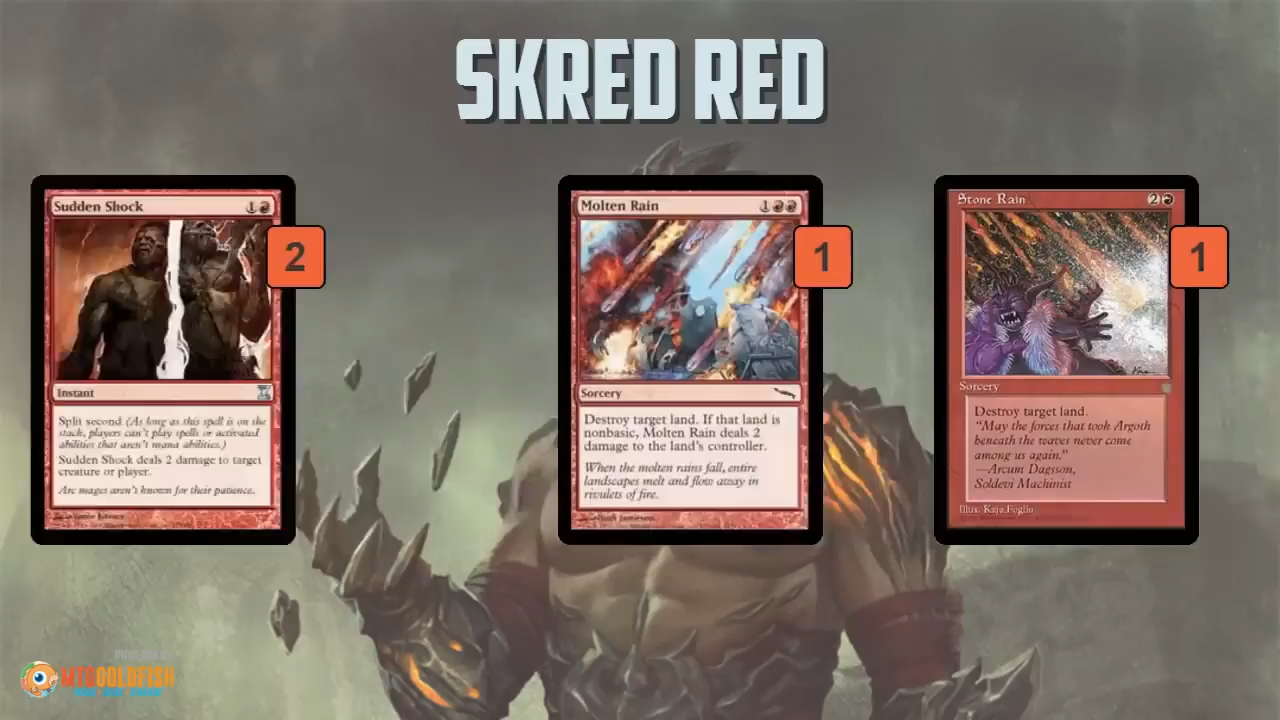 SKRED RED
Sudden Shock 1
2
Instant
Split second (As long as this spell is on the
stack, players can't play spells or activated
abilities that aren't mana abilities.)
Sudden Shock deals 2 damage to target
creature or player.
Arc mages aren't known for their patience.
Molten Rain 1
1
Sorcery
Destroy target land. If that land is
nonbasic, Molten Rain deals 2
damage to the land's controller.
When the molten rains fall, entire
landscapes melt and flow away in
rivulets of fire.
Stone Rain 2
1
Sorcery
Destroy target land.
"May the forces that took Argoth
beneath the waves never come
among us again."
—Arcum Dagsson,
Soldevi Machinist
Illus. Kaja Foglio
POWERED BY
MTGGOLDFISH